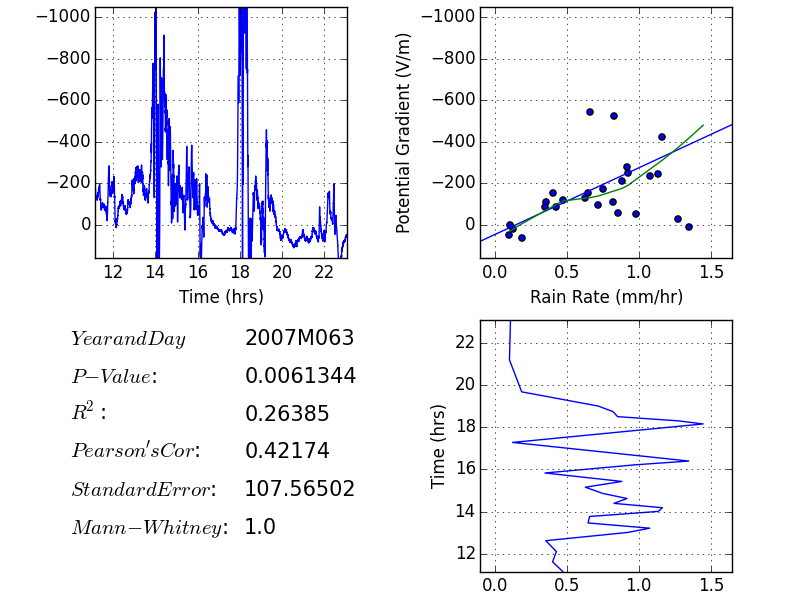 −1000
−800
−600
−400
−200
0
12 14 16 18 20 22
Time (hrs)
Potential Gradient (V/m)
−1000
−800
−600
−400
−200
0
0.0 0.5 1.0 1.5
Rain Rate (mm/hr)
YearandDay 2007M063
P−Value: 0.0061344
R²: 0.26385
Pearson'sCor: 0.42174
StandardError: 107.56502
Mann−Whitney: 1.0
Time (hrs)
22
20
18
16
14
12
0.0 0.5 1.0 1.5